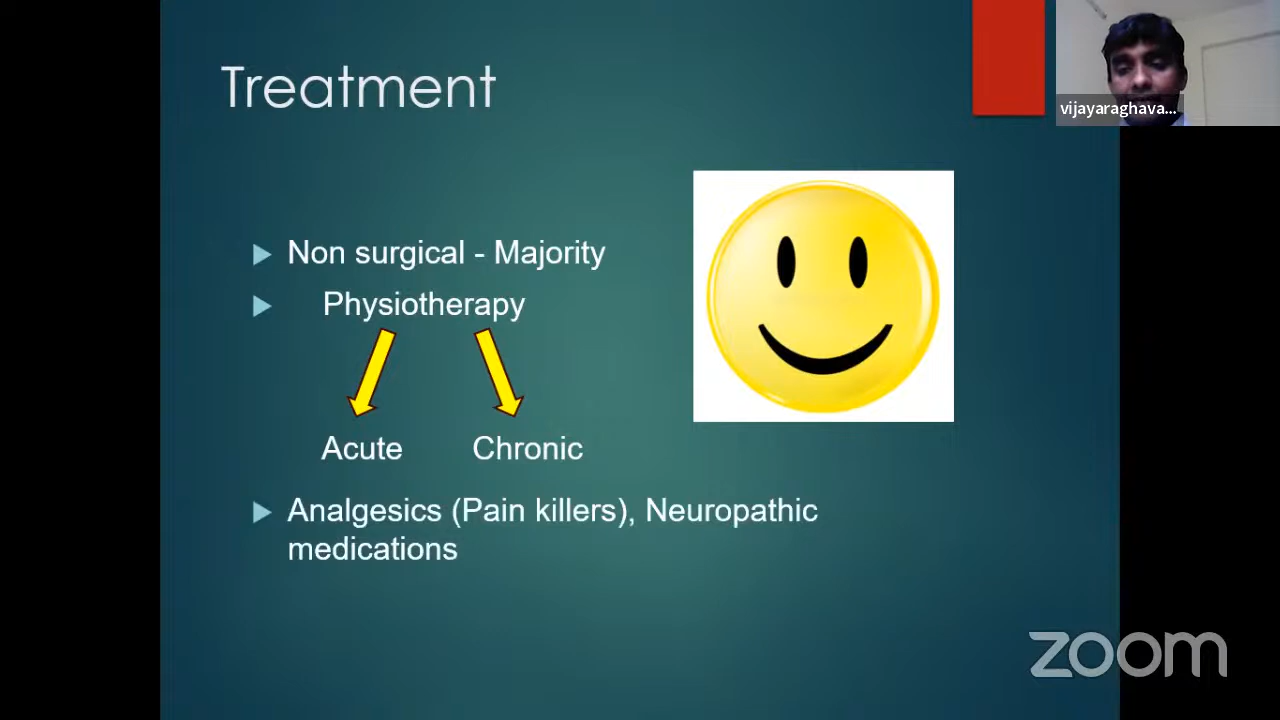 Treatment
vijayaraghava...
Non surgical - Majority
Physiotherapy
Acute Chronic
Analgesics (Pain killers), Neuropathic
medications
zoom